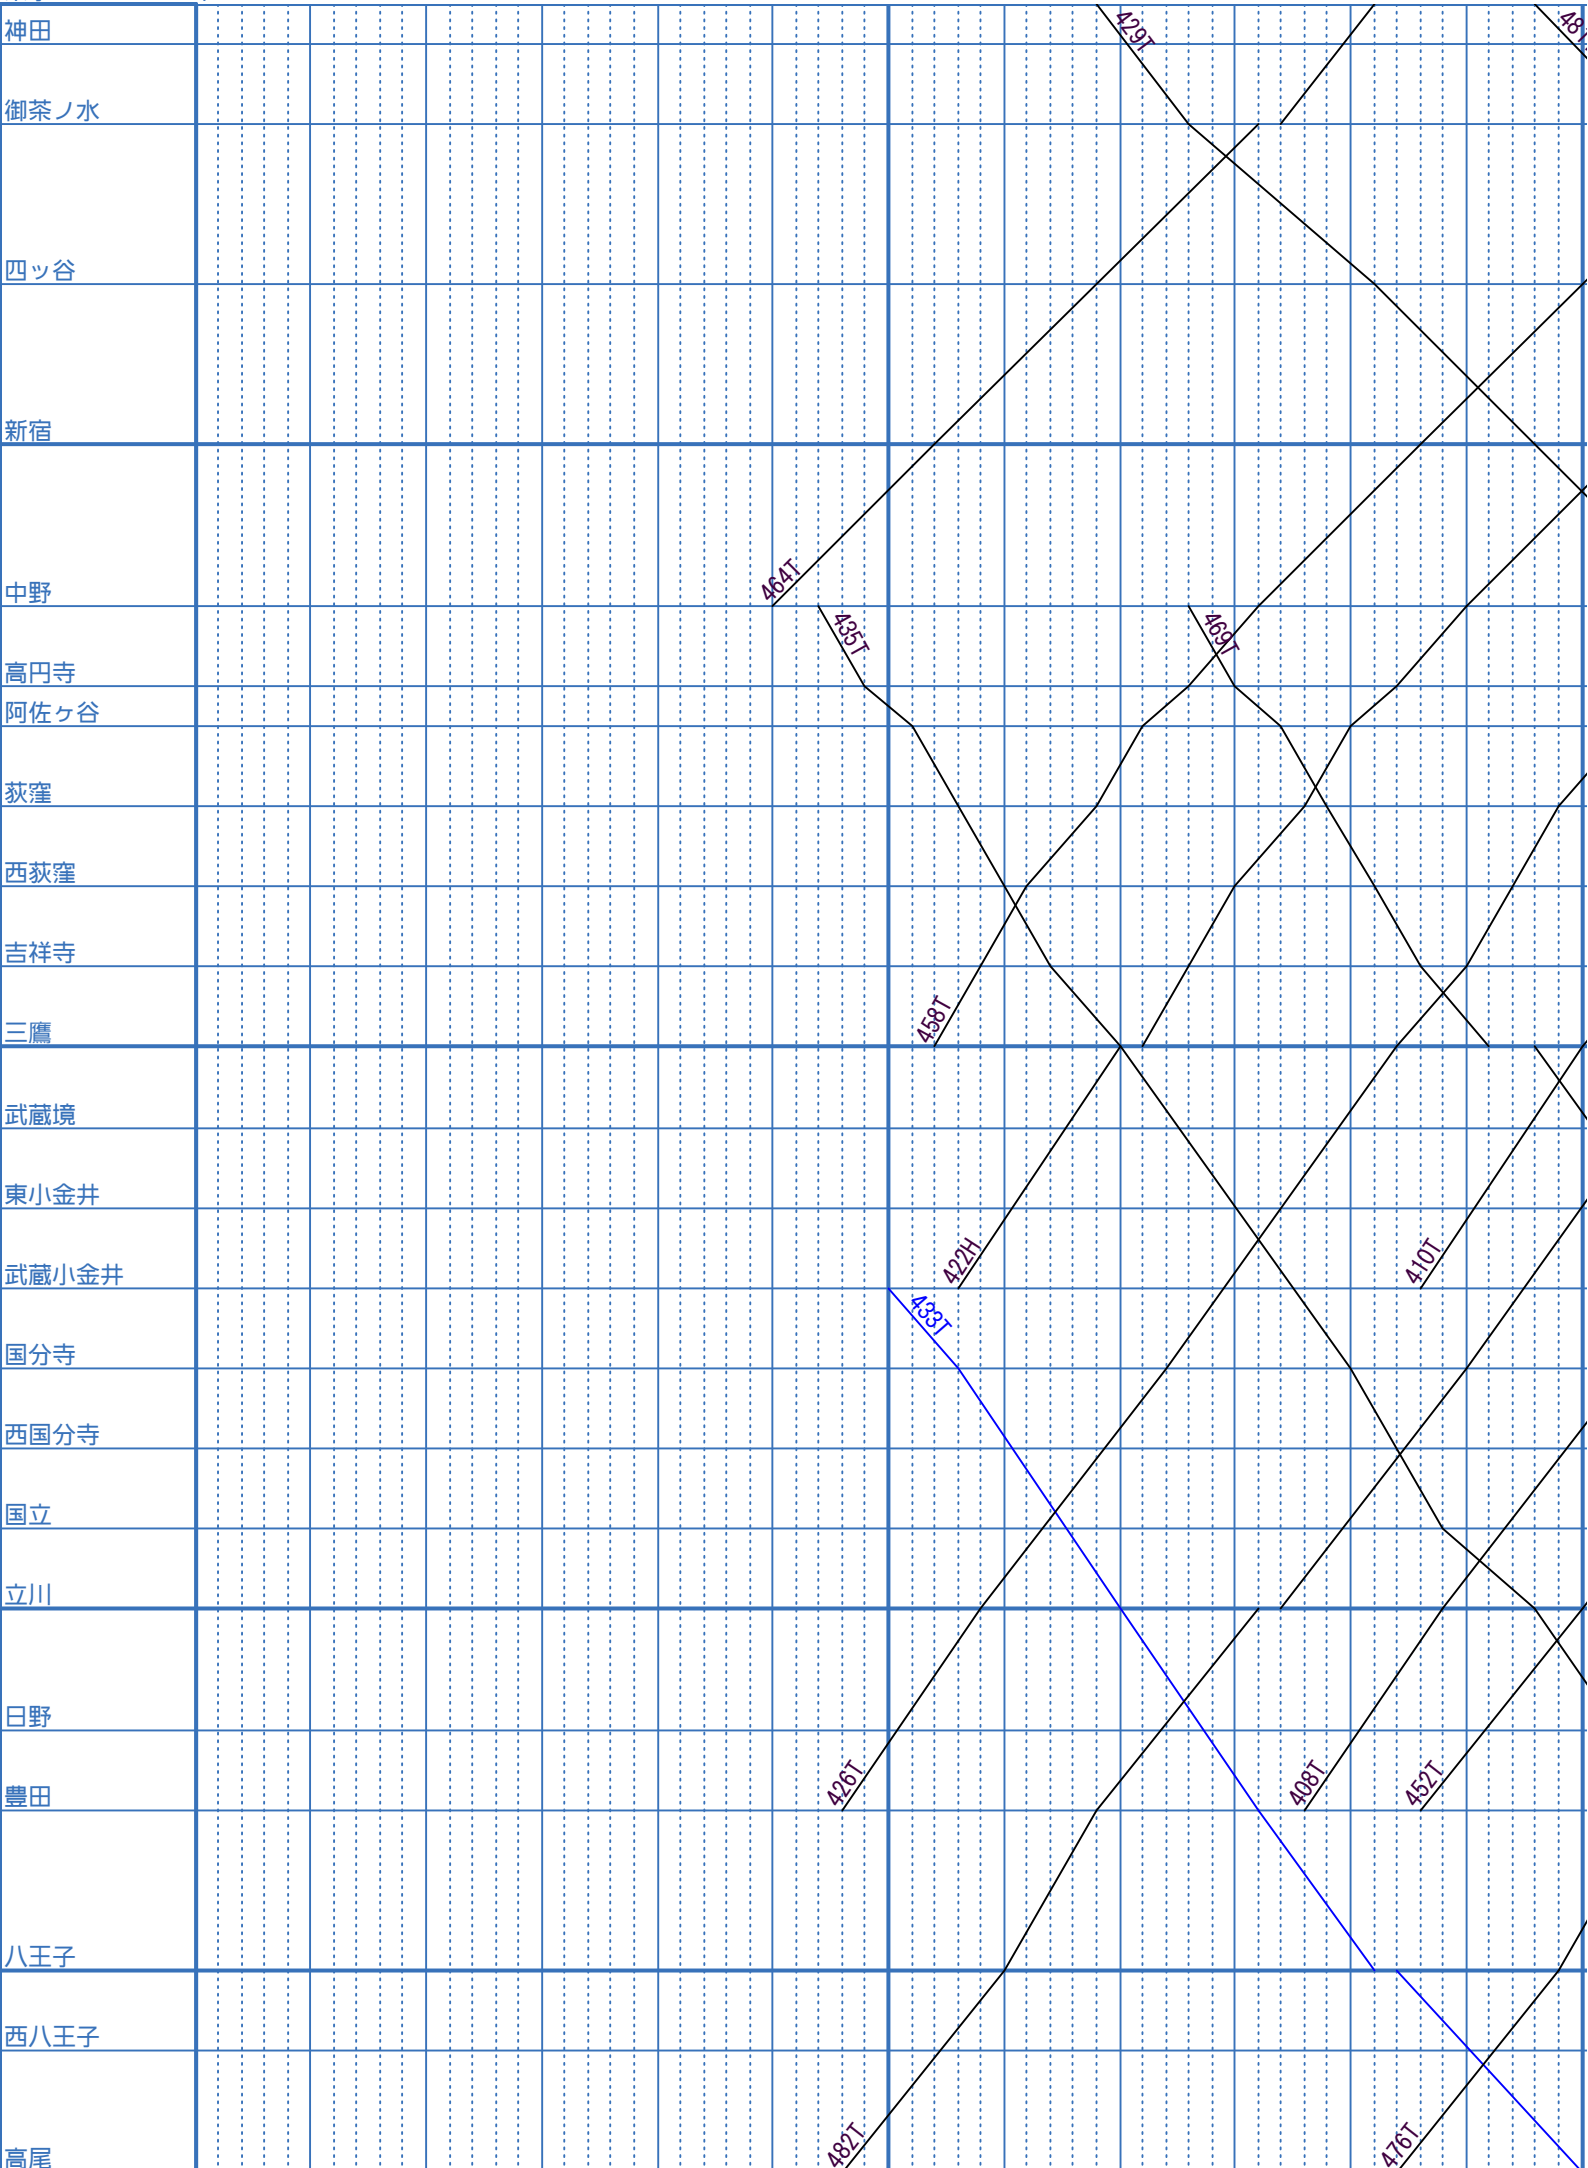 429T
481
神田
御茶ノ水
四ッ谷
新宿
464T
中野
435T
469T
高円寺
阿佐ヶ谷
荻窪
西荻窪
吉祥寺
458T
三鷹
武蔵境
東小金井
422H
410T
武蔵小金井
433T
国分寺
西国分寺
国立
立川
日野
426T
408T
452T
豊田
八王子
西八王子
482T
476T
高尾